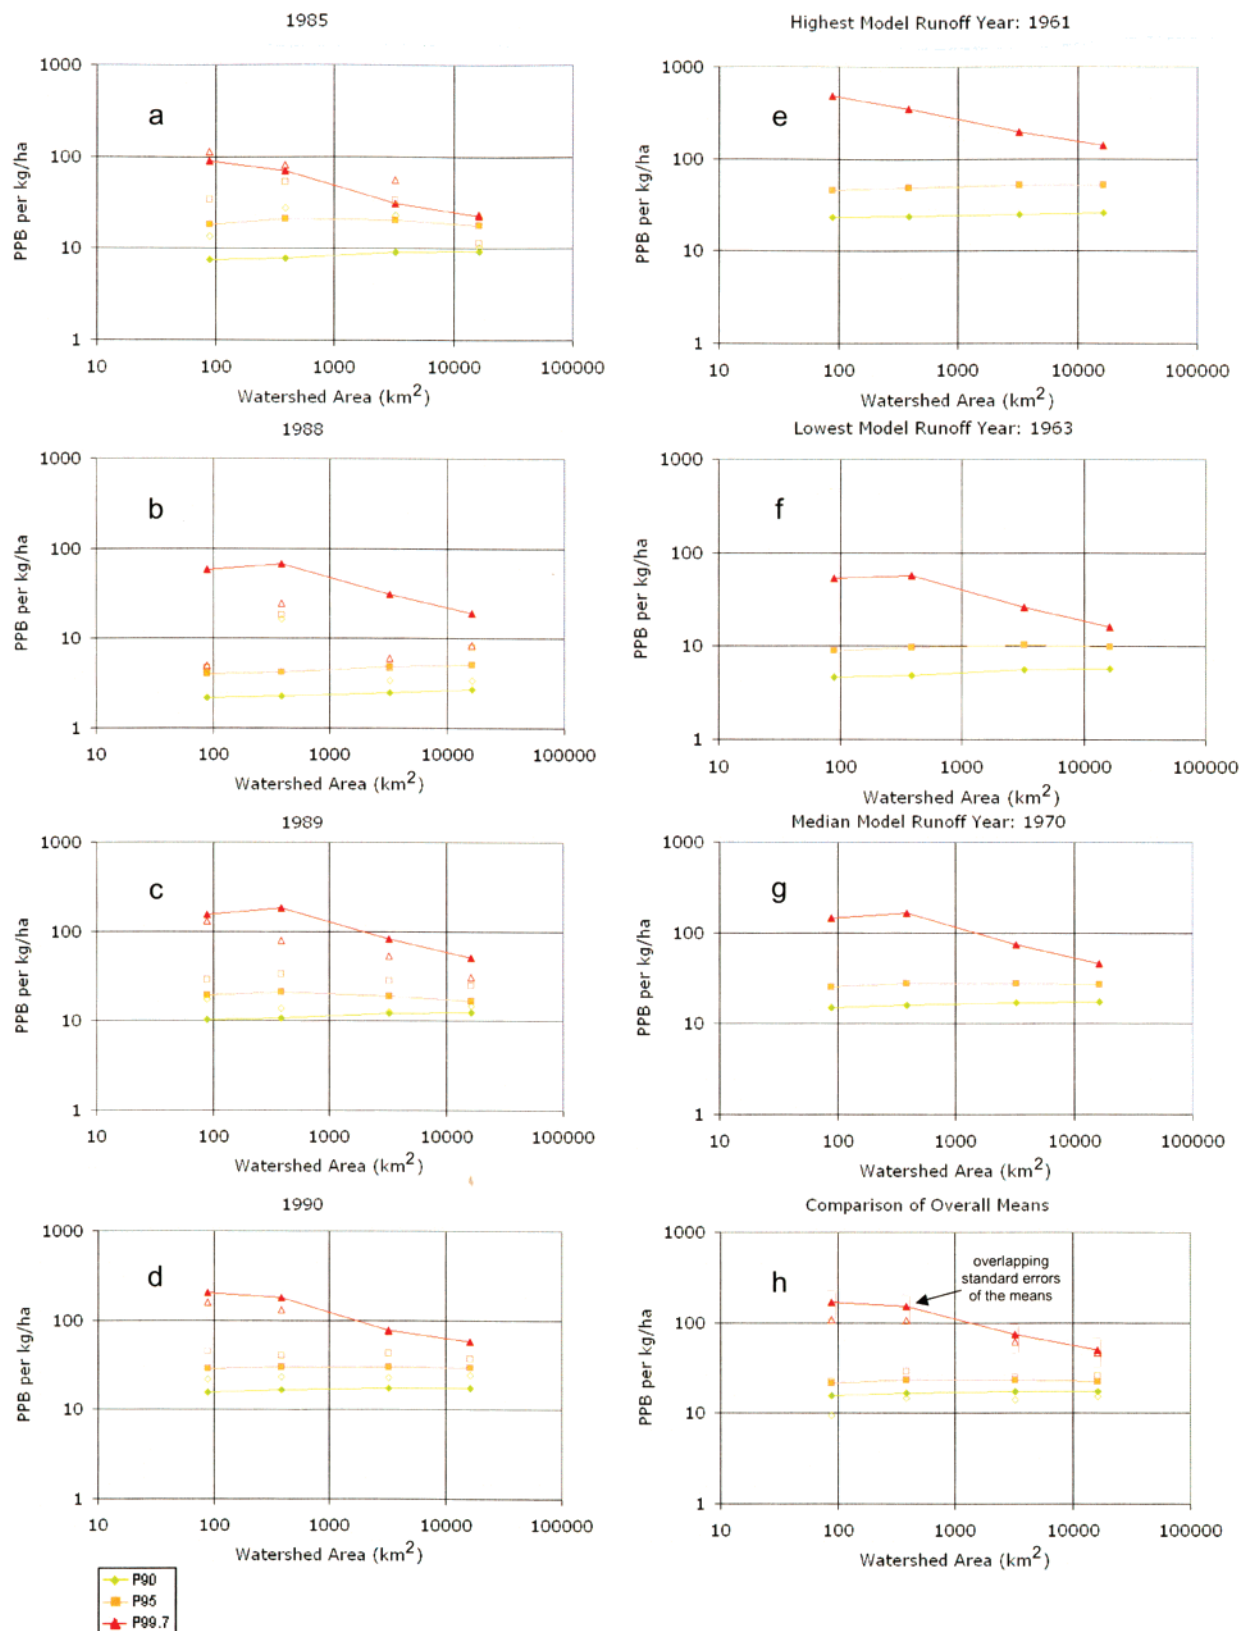 1985
PPB per kg/ha
1000
100
10
1
a
10 100 1000 10000 100000
Watershed Area (km²)
1988
PPB per kg/ha
1000
100
10
1
b
10 100 1000 10000 100000
Watershed Area (km²)
1989
PPB per kg/ha
1000
100
10
1
c
10 100 1000 10000 100000
Watershed Area (km²)
1990
PPB per kg/ha
1000
100
10
1
d
10 100 1000 10000 100000
Watershed Area (km²)
P90
P95
P99.7
Highest Model Runoff Year: 1961
PPB per kg/ha
1000
100
10
1
e
10 100 1000 10000 100000
Watershed Area (km²)
Lowest Model Runoff Year: 1963
PPB per kg/ha
1000
100
10
1
f
10 100 1000 10000 100000
Watershed Area (km²)
Median Model Runoff Year: 1970
PPB per kg/ha
1000
100
10
1
g
10 100 1000 10000 100000
Watershed Area (km²)
Comparison of Overall Means
PPB per kg/ha
1000
100
10
1
h
overlapping
standard errors
of the means
10 100 1000 10000 100000
Watershed Area (km²)